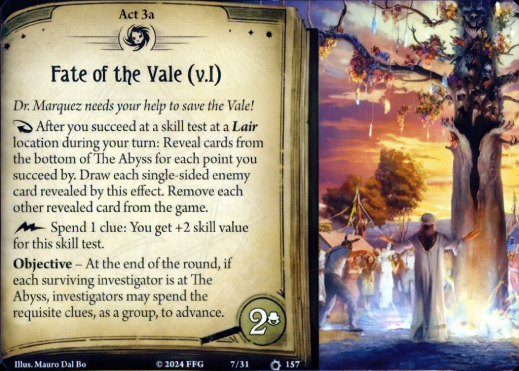 Act 3a
Fate of the Vale (v.I)
Dr. Marquez needs your help to save the Vale!
After you succeed at a skill test at a Lair
location during your turn: Reveal cards from
the bottom of The Abyss for each point you
succeed by. Draw each single-sided enemy
card revealed by this effect. Remove each
other revealed card from the game.
Spend 1 clue: You get +2 skill value
for this skill test.
Objective – At the end of the round, if
each surviving investigator is at The
Abyss, investigators may spend the
requisite clues, as a group, to advance.
2
Illus. Mauro Dal Bo © 2024 FFG 7/31 157